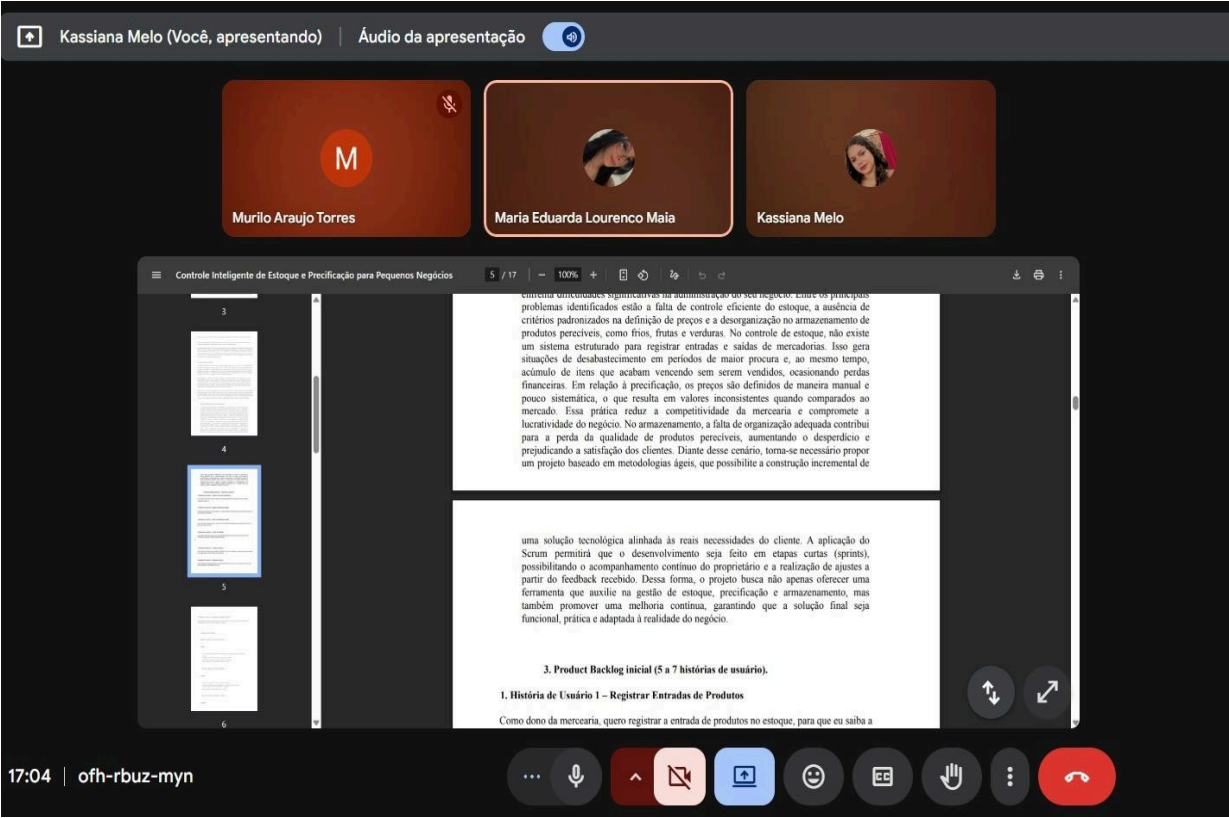 Kassiana Melo (Você, apresentando) | Áudio da apresentação
M
Murilo Araujo Torres
Maria Eduarda Lourenco Maia
Kassiana Melo
Controle Inteligente de Estoque e Precificação para Pequenos Negócios
5 / 17
100%
3
4
5
6
enfrenta dificuldades significativas na administração do seu negócio. Entre os principais
problemas identificados estão a falta de controle eficiente do estoque, a ausência de
critérios padronizados na definição de preços e a desorganização no armazenamento de
produtos perecíveis, como frios, frutas e verduras. No controle de estoque, não existe
um sistema estruturado para registrar entradas e saídas de mercadorias. Isso gera
situações de desabastecimento em períodos de maior procura e, ao mesmo tempo,
acúmulo de itens que acabam vencendo sem serem vendidos, ocasionando perdas
financeiras. Em relação à precificação, os preços são definidos de maneira manual e
pouco sistemática, o que resulta em valores inconsistentes quando comparados ao
mercado. Essa prática reduz a competitividade da mercearia e compromete a
lucratividade do negócio. No armazenamento, a falta de organização adequada contribui
para a perda da qualidade de produtos perecíveis, aumentando o desperdício e
prejudicando a satisfação dos clientes. Diante desse cenário, torna-se necessário propor
um projeto baseado em metodologias ágeis, que possibilite a construção incremental de
uma solução tecnológica alinhada às reais necessidades do cliente. A aplicação do
Scrum permitirá que o desenvolvimento seja feito em etapas curtas (sprints),
possibilitando o acompanhamento contínuo do proprietário e a realização de ajustes a
partir do feedback recebido. Dessa forma, o projeto busca não apenas oferecer uma
ferramenta que auxilie na gestão de estoque, precificação e armazenamento, mas
também promover uma melhoria contínua, garantindo que a solução final seja
funcional, prática e adaptada à realidade do negócio.
3. Product Backlog inicial (5 a 7 histórias de usuário).
1. História de Usuário 1 – Registrar Entradas de Produtos
Como dono da mercearia, quero registrar a entrada de produtos no estoque, para que eu saiba a
17:04 | ofh-rbuz-myn